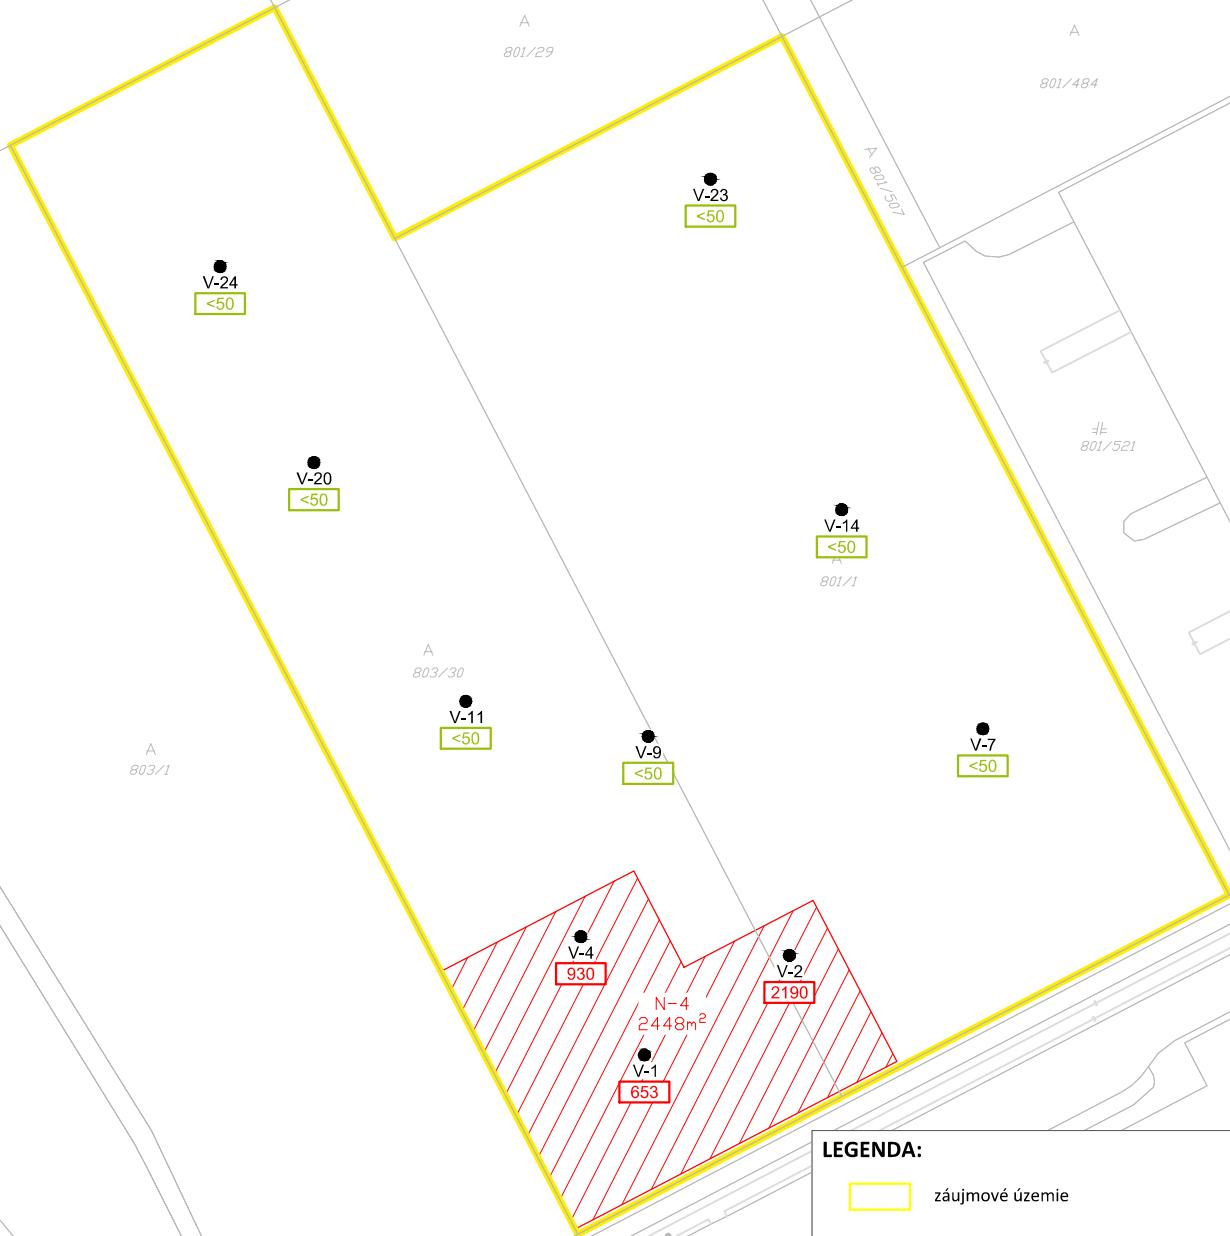 A
801/29
A
801/484
A 801/507
V-23
<50
V-24
<50
801/521
V-20
<50
V-14
<50
A
801/1
A
803/30
V-11
<50
V-9
<50
V-7
<50
A
803/1
V-4
930
V-2
2190
N-4
2448m²
V-1
653
LEGENDA:
záujmové územie